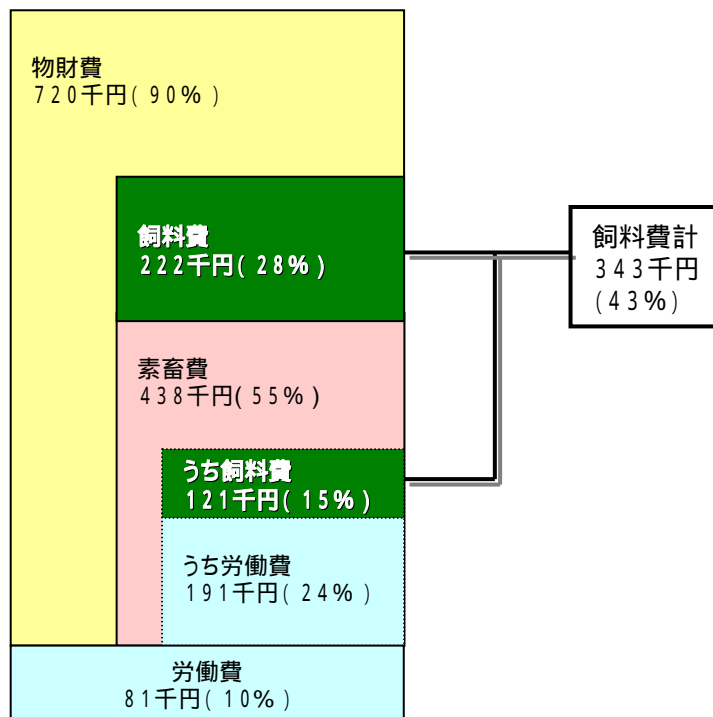 物財費
720千円(90%)
飼料費
222千円(28%)
飼料費計
343千円
(43%)
素畜費
438千円(55%)
うち飼料費
121千円(15%)
うち労働費
191千円(24%)
労働費
81千円(10%)